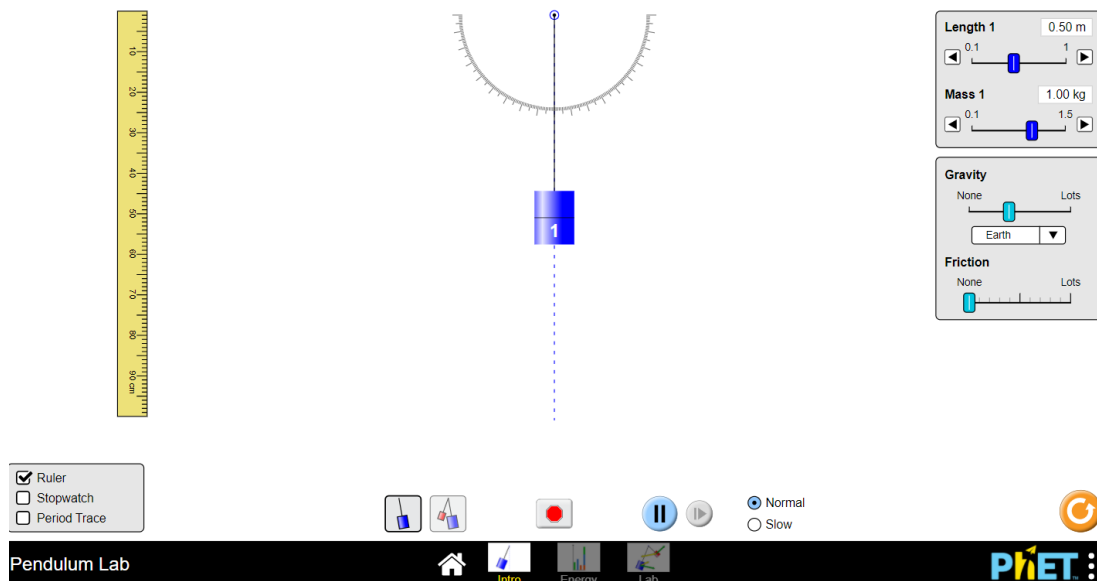 Length 1
0.50 m
0.1
1
Mass 1
1.00 kg
0.1
1.5
Gravity
None
Lots
Earth
Friction
None
Lots
10
20
30
40
50
60
70
80
90 cm
1
Ruler
Stopwatch
Period Trace
Normal
Slow
Pendulum Lab
Intro
Energy
Lab
PhET